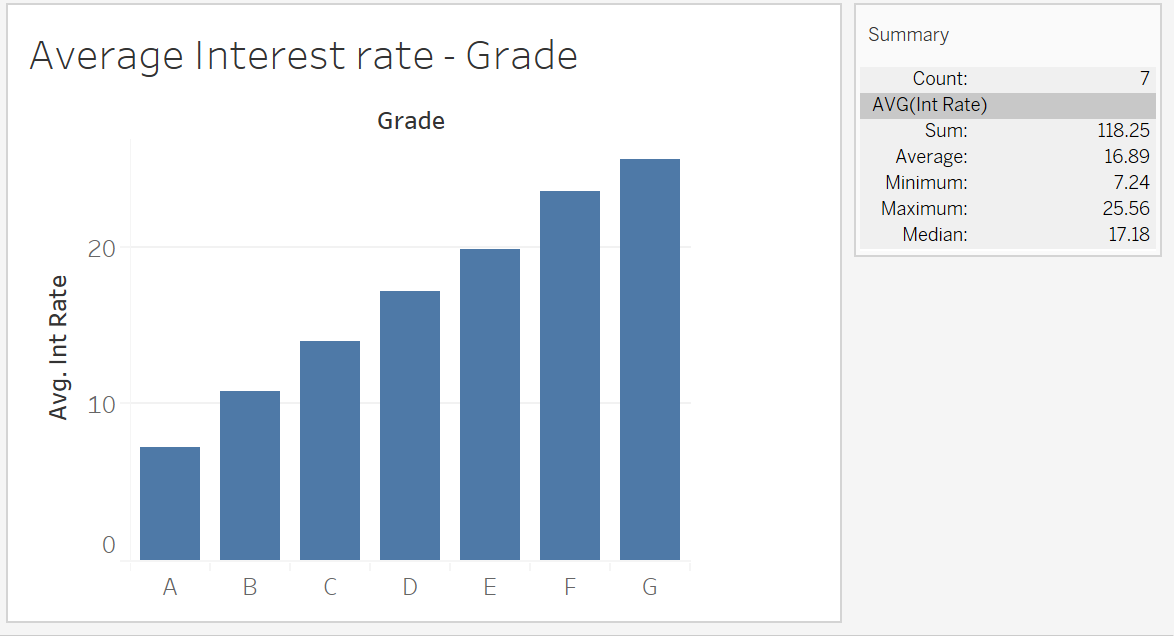 Average Interest rate - Grade
Grade
Avg. Int Rate
20
10
0
A B C D E F G
Summary
Count: 7
AVG(Int Rate)
Sum: 118.25
Average: 16.89
Minimum: 7.24
Maximum: 25.56
Median: 17.18